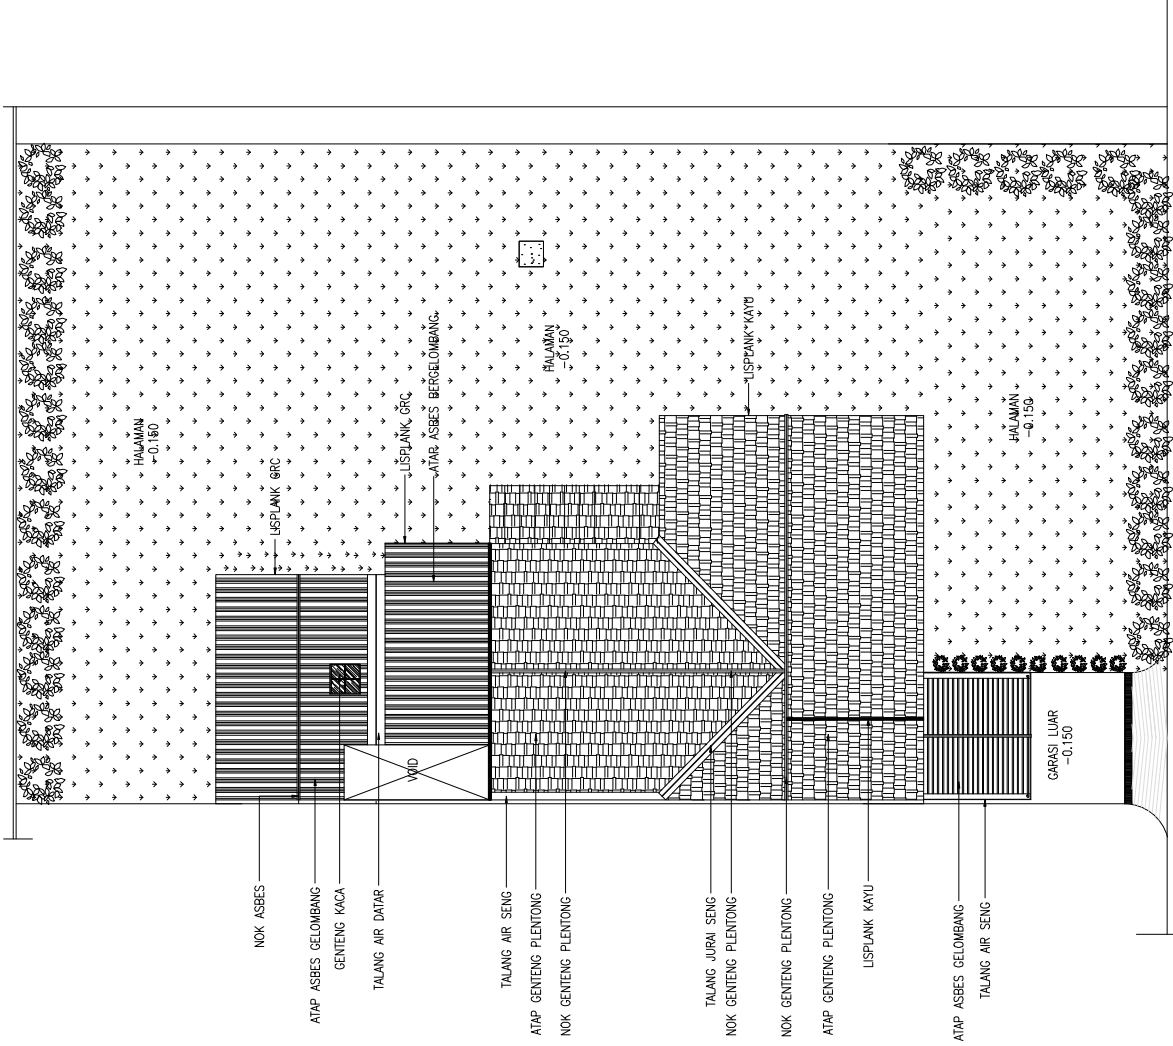 HALAMAN
-0.150
LISPLANK GRC
LISPLANK GRC
ATAP ASBES BERGELOMBANG
HALAMAN
-0.150
LISPLANK KAYU
HALAMAN
-0.150
VOID
GARASI LUAR
-0.150
NOK ASBES
ATAP ASBES GELOMBANG
GENTENG KACA
TALANG AIR DATAR
TALANG AIR SENG
ATAP GENTENG PLENTONG
NOK GENTENG PLENTONG
TALANG JURAI SENG
NOK GENTENG PLENTONG
NOK GENTENG PLENTONG
ATAP GENTENG PLENTONG
LISPLANK KAYU
ATAP ASBES GELOMBANG
TALANG AIR SENG